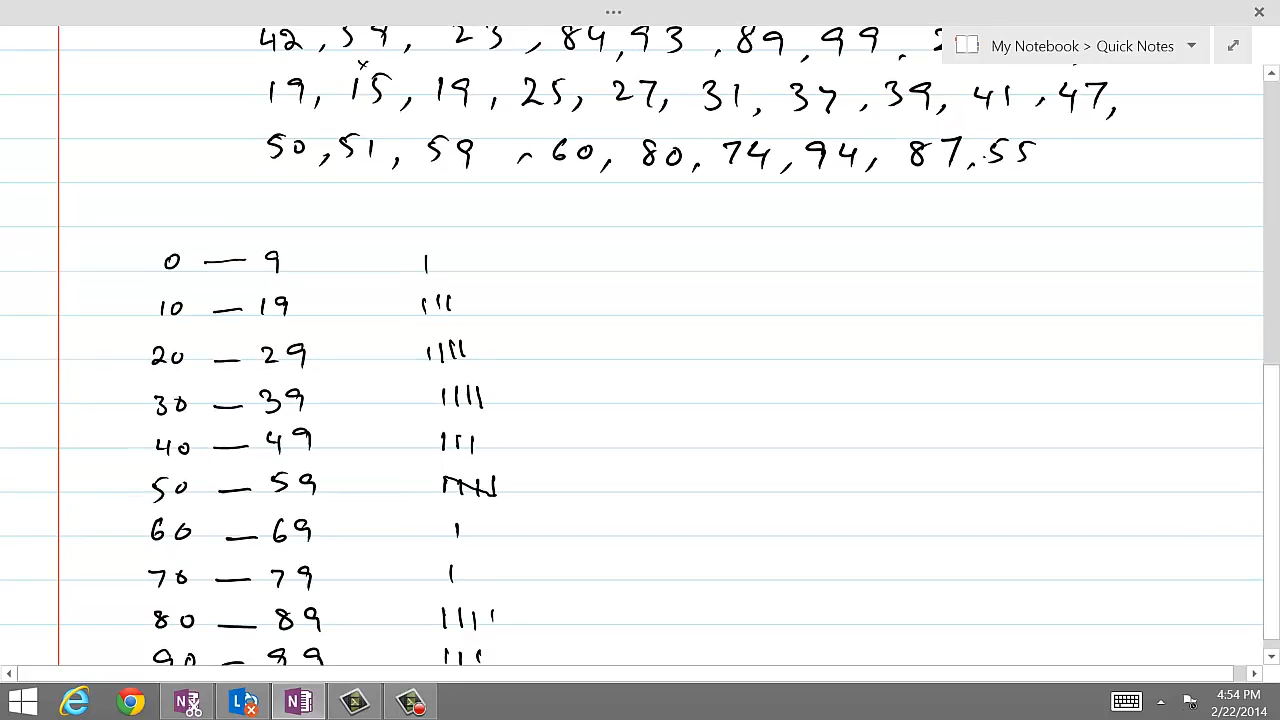 My Notebook > Quick Notes
42, 59, 23, 84, 93, 89, 99,
19, 15, 19, 25, 27, 31, 37, 39, 41, 47,
50, 51, 59, 60, 80, 74, 94, 87, 55
0 — 9 |
10 — 19 |||
20 — 29 ||||
30 — 39 ||||
40 — 49 |||
50 — 59 ||||
60 — 69 |
70 — 79 |
80 — 89 ||||
90 — 99 |||
4:54 PM
2/22/2014